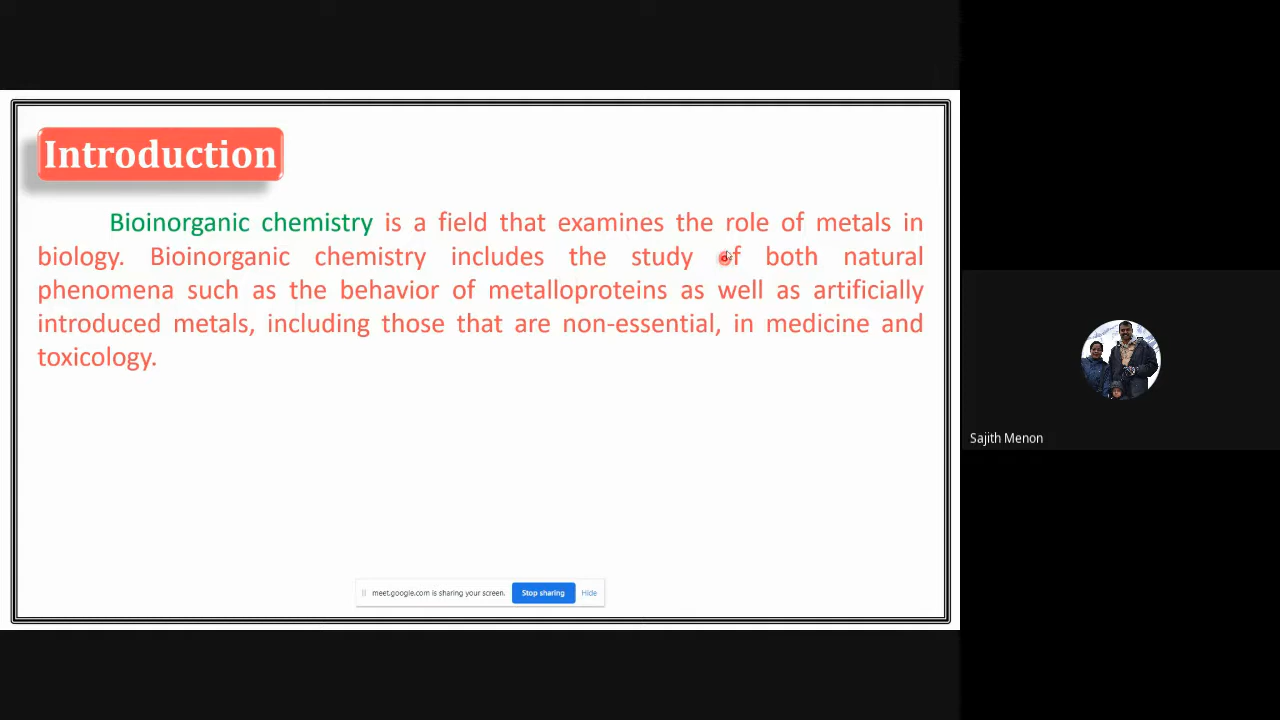 Introduction
Bioinorganic chemistry is a field that examines the role of metals in
biology. Bioinorganic chemistry includes the study of both natural
phenomena such as the behavior of metalloproteins as well as artificially
introduced metals, including those that are non-essential, in medicine and
toxicology.
meet.google.com is sharing your screen. Stop sharing Hide
Sajith Menon